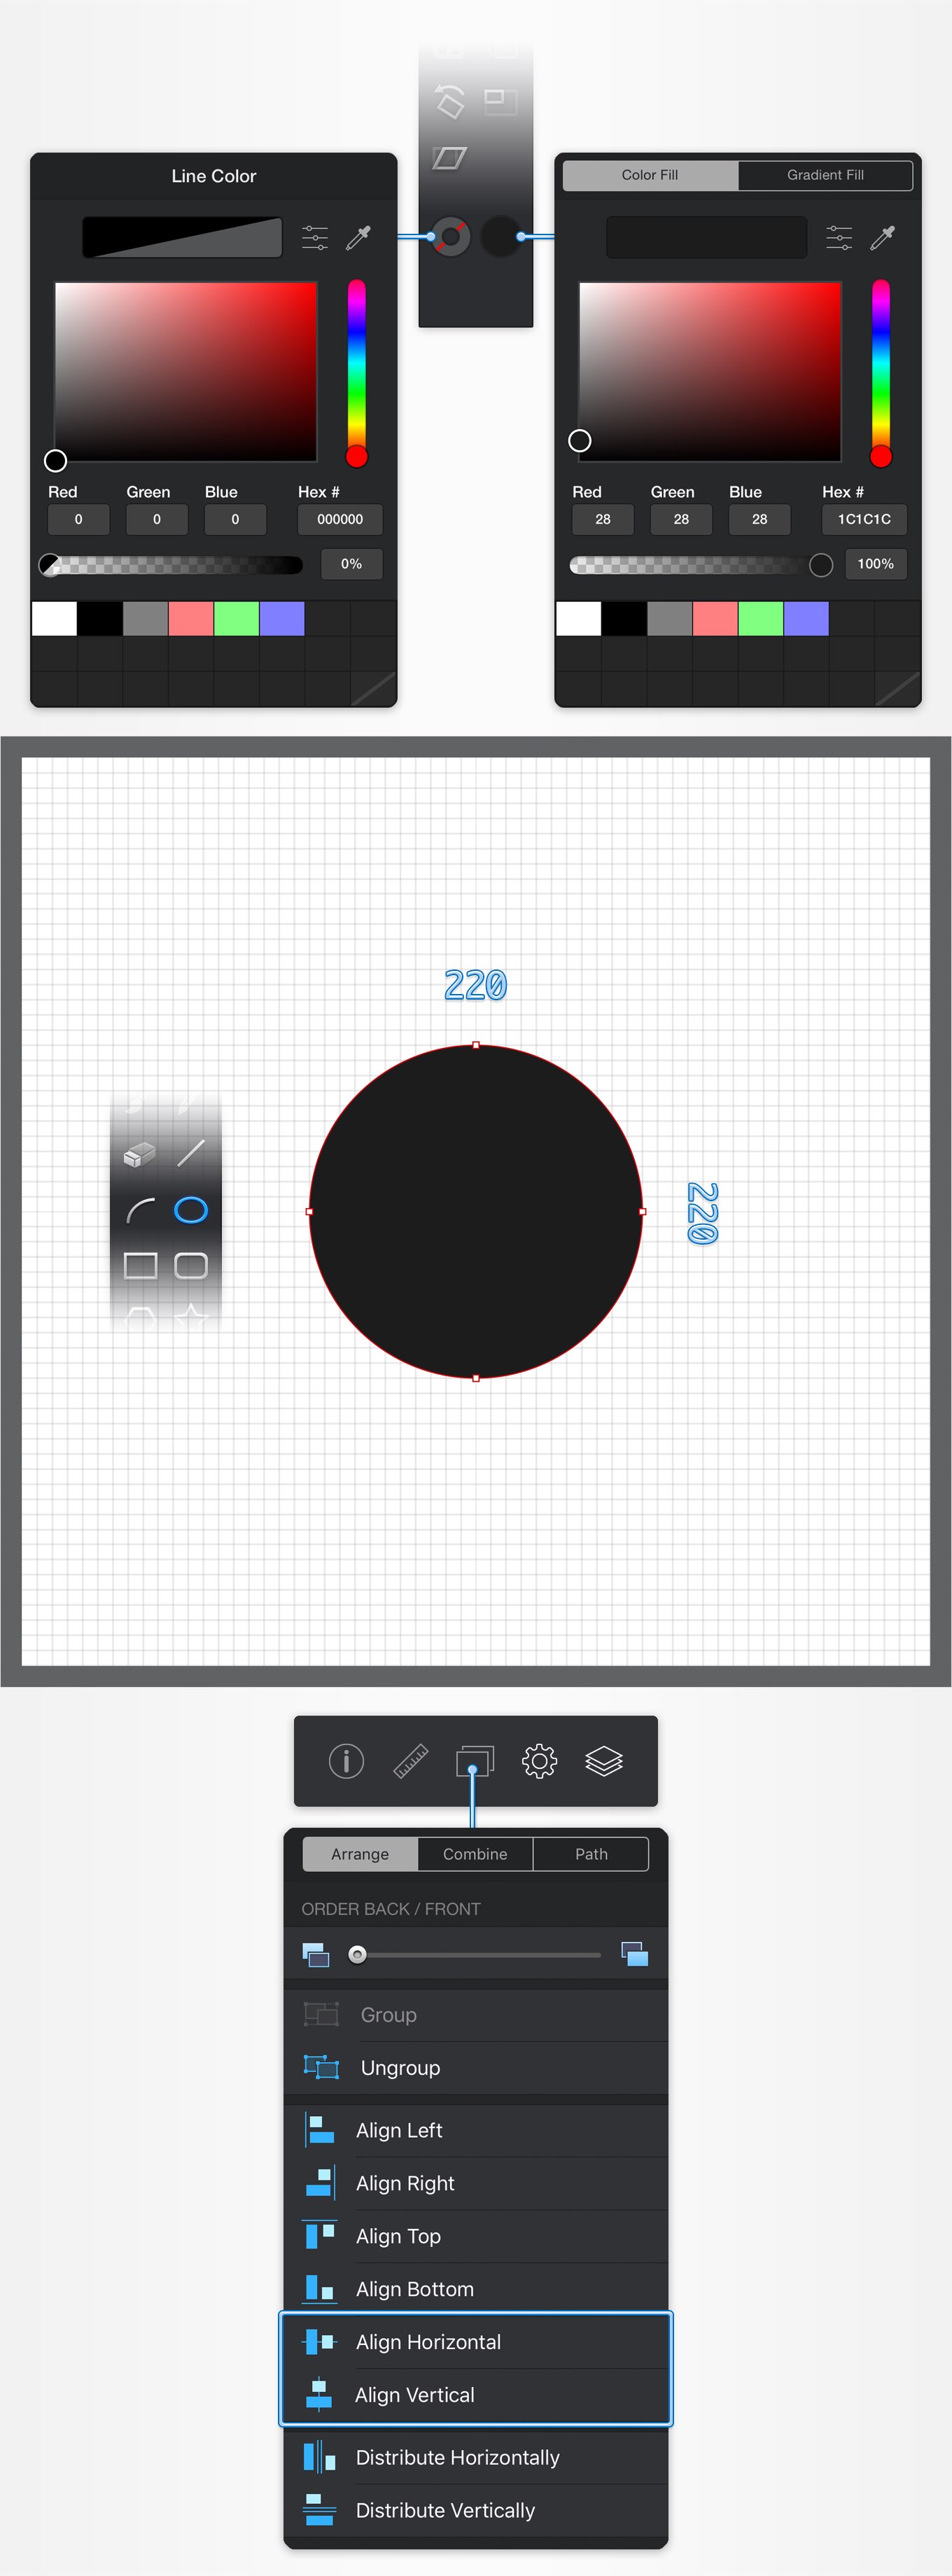 Line Color
Color Fill
Gradient Fill
Red Green Blue Hex #
0 0 0 000000
0%
Red Green Blue Hex #
28 28 28 1C1C1C
100%
220
220
Arrange Combine Path
ORDER BACK / FRONT
Group
Ungroup
Align Left
Align Right
Align Top
Align Bottom
Align Horizontal
Align Vertical
Distribute Horizontally
Distribute Vertically